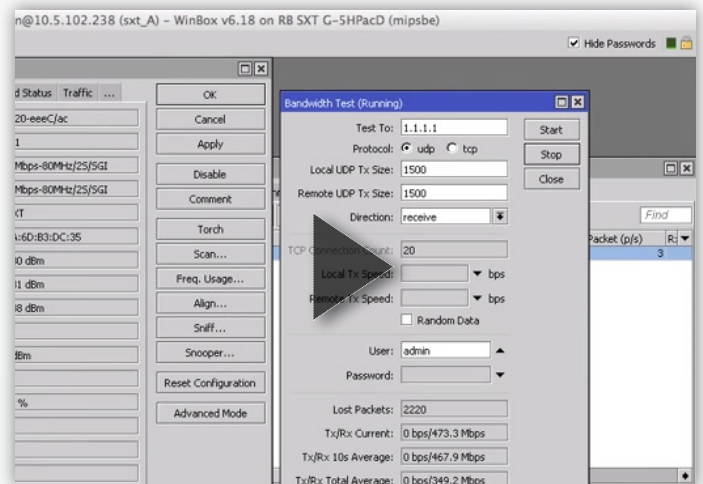 n@10.5.102.238 (sxt_A) - WinBox v6.18 on RB SXT G-5HPacD (mipsbe)
Hide Passwords
d Status Traffic ...
20-eeeC/ac
1
Mbps-80MHz/2S/SGI
Mbps-80MHz/2S/SGI
XT
A:6D:B3:DC:35
30 dBm
31 dBm
38 dBm
dBm
%
OK
Cancel
Apply
Disable
Comment
Torch
Scan...
Freq. Usage...
Align...
Sniff...
Snooper...
Reset Configuration
Advanced Mode
Bandwidth Test (Running)
Test To: 1.1.1.1
Protocol: udp tcp
Local UDP Tx Size: 1500
Remote UDP Tx Size: 1500
Direction: receive
TCP Connection Count: 20
Local Tx Speed: bps
Remote Tx Speed: bps
Random Data
User: admin
Password:
Lost Packets: 2220
Tx/Rx Current: 0 bps/473.3 Mbps
Tx/Rx 10s Average: 0 bps/467.9 Mbps
Tx/Rx Total Average: 0 bps/349.2 Mbps
Start
Stop
Close
Find
Packet (p/s) R:
3